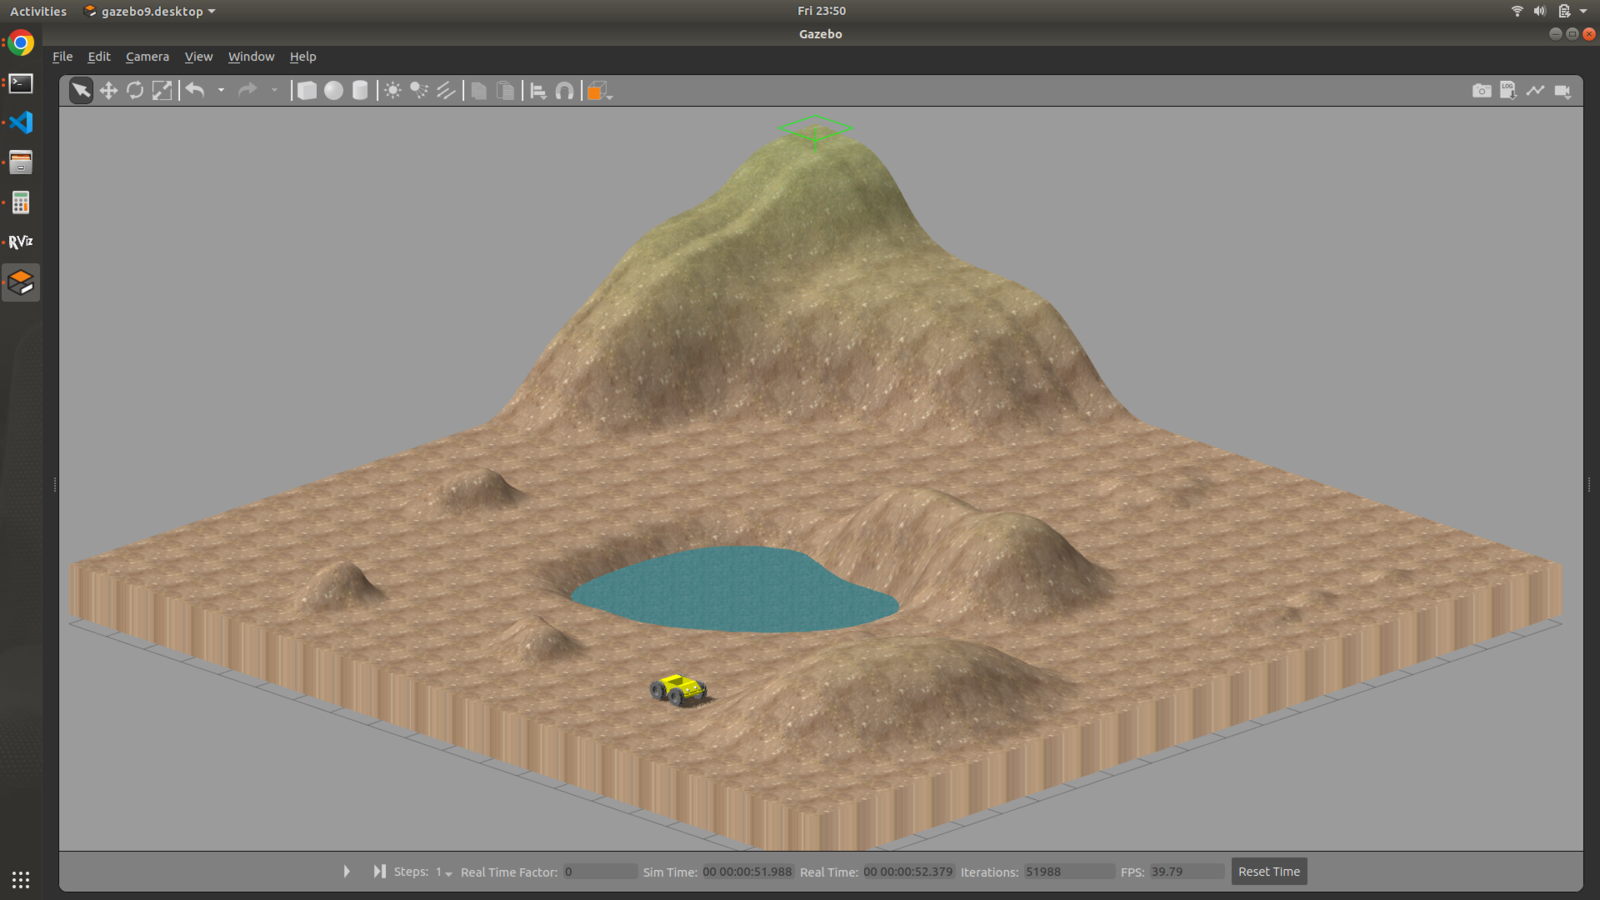 Activities gazebo9.desktop Fri 23:50
Gazebo
File Edit Camera View Window Help
LOG
RViz
Steps: 1 Real Time Factor: 0 Sim Time: 00 00:00:51.988 Real Time: 00 00:00:52.379 Iterations: 51988 FPS: 39.79 Reset Time